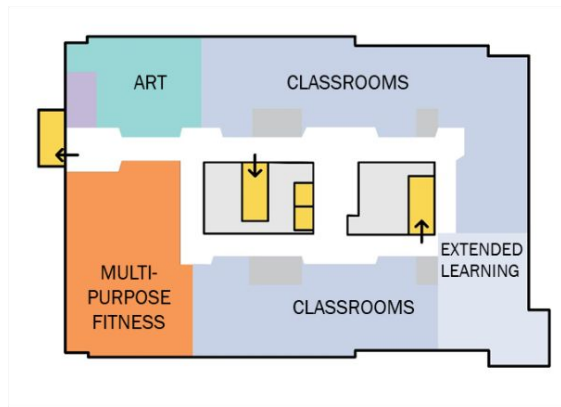 ART
CLASSROOMS
EXTENDED
LEARNING
MULTI-
PURPOSE
FITNESS
CLASSROOMS